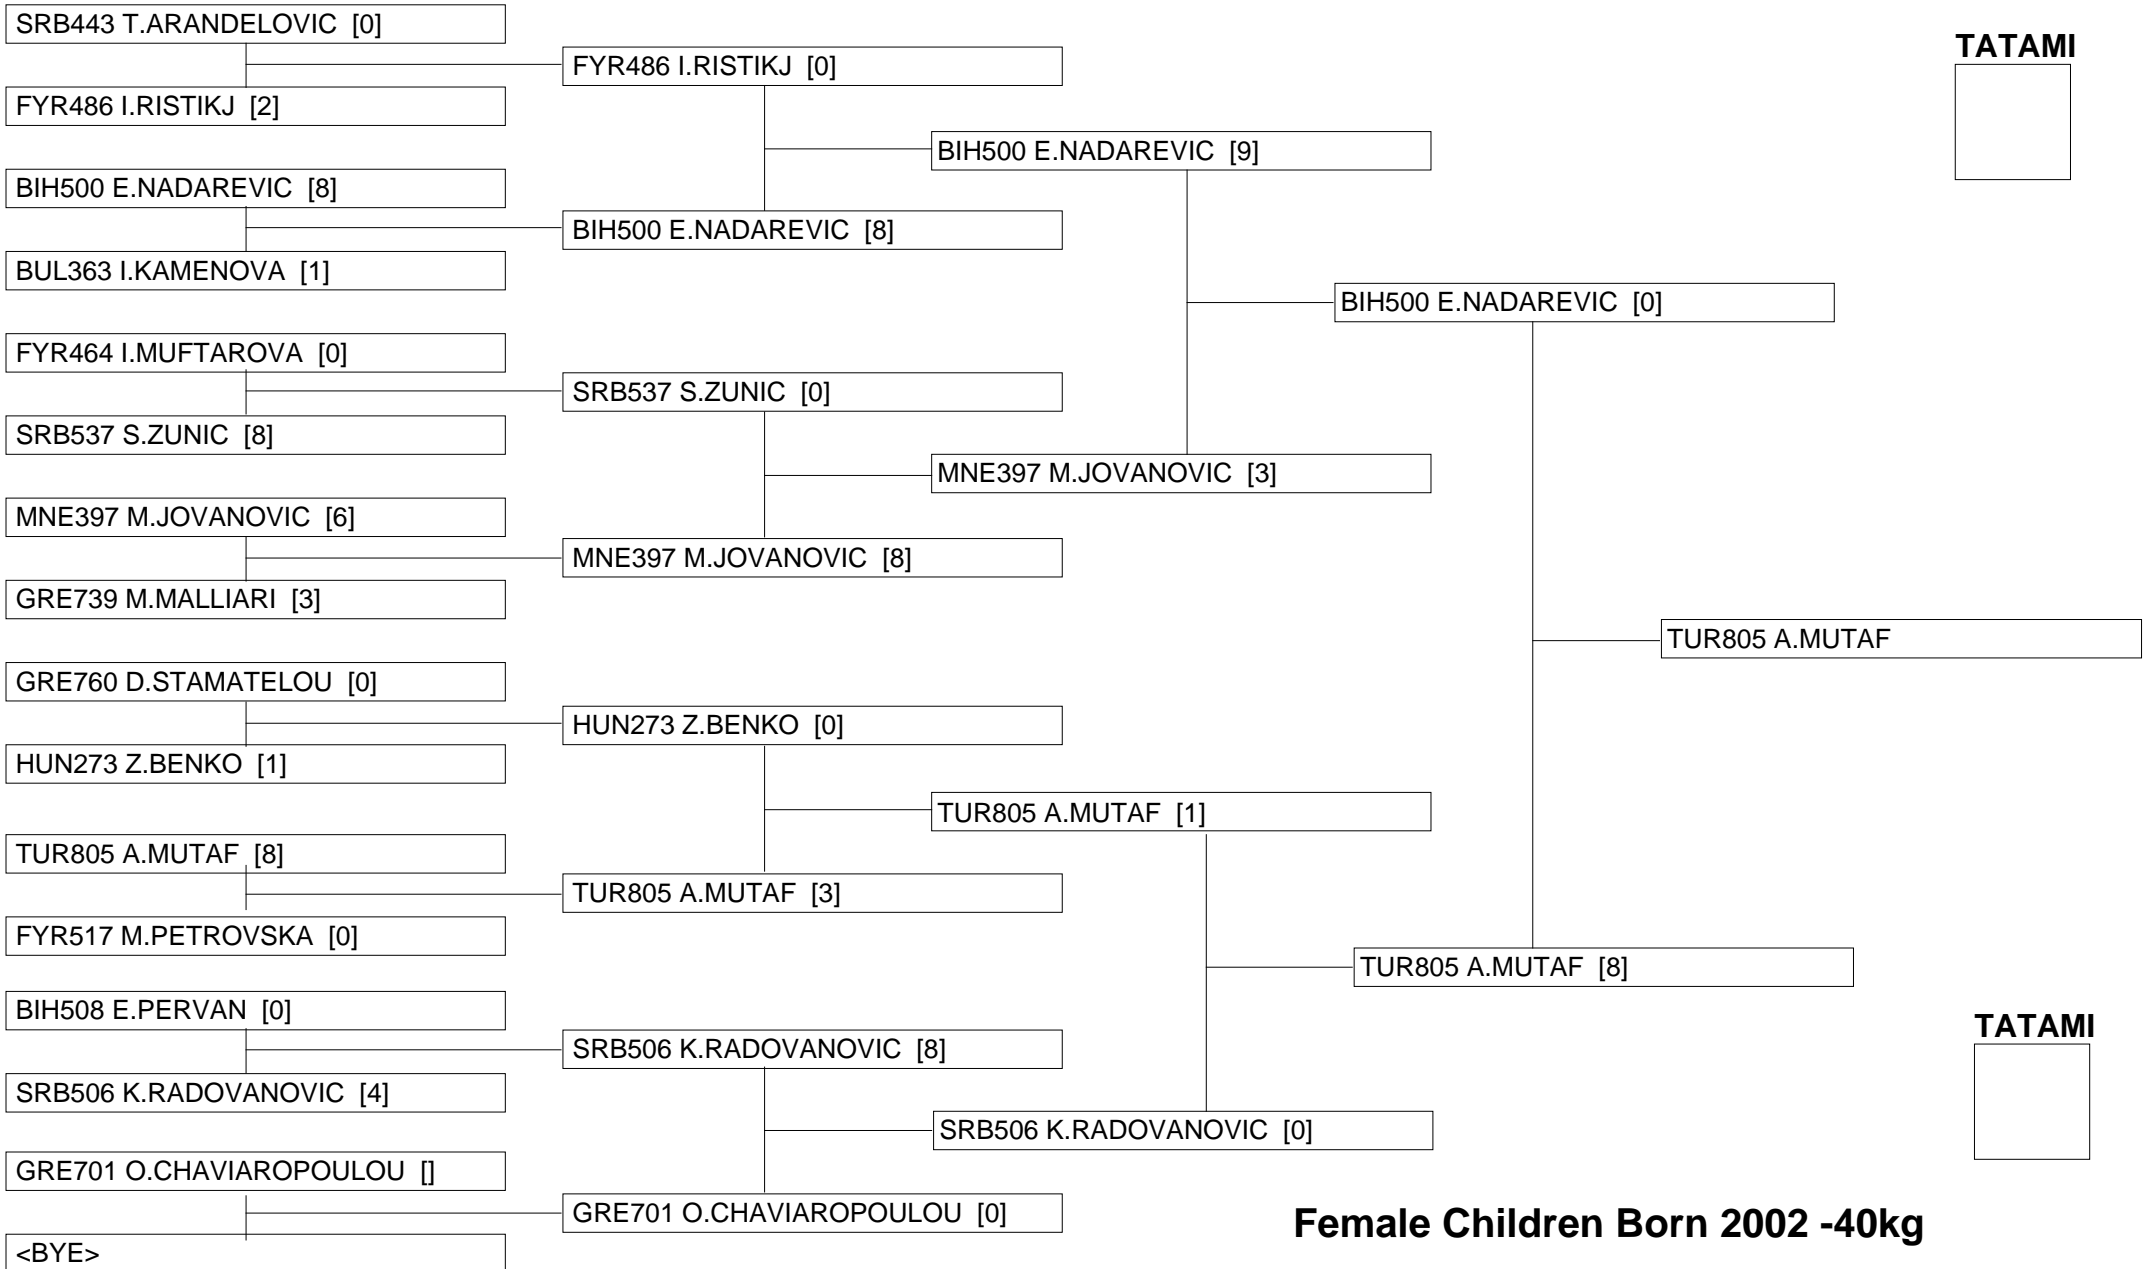 SRB443 T.ARANDELOVIC [0]
FYR486 I.RISTIKJ [2]
BIH500 E.NADAREVIC [8]
BUL363 I.KAMENOVA [1]
FYR464 I.MUFTAROVA [0]
SRB537 S.ZUNIC [8]
MNE397 M.JOVANOVIC [6]
GRE739 M.MALLIARI [3]
GRE760 D.STAMATELOU [0]
HUN273 Z.BENKO [1]
TUR805 A.MUTAF [8]
FYR517 M.PETROVSKA [0]
BIH508 E.PERVAN [0]
SRB506 K.RADOVANOVIC [4]
GRE701 O.CHAVIAROPOULOU []
<BYE>
FYR486 I.RISTIKJ [0]
BIH500 E.NADAREVIC [8]
SRB537 S.ZUNIC [0]
MNE397 M.JOVANOVIC [8]
HUN273 Z.BENKO [0]
TUR805 A.MUTAF [3]
SRB506 K.RADOVANOVIC [8]
GRE701 O.CHAVIAROPOULOU [0]
BIH500 E.NADAREVIC [9]
MNE397 M.JOVANOVIC [3]
TUR805 A.MUTAF [1]
SRB506 K.RADOVANOVIC [0]
BIH500 E.NADAREVIC [0]
TUR805 A.MUTAF [8]
TUR805 A.MUTAF
TATAMI
TATAMI
Female Children Born 2002 -40kg